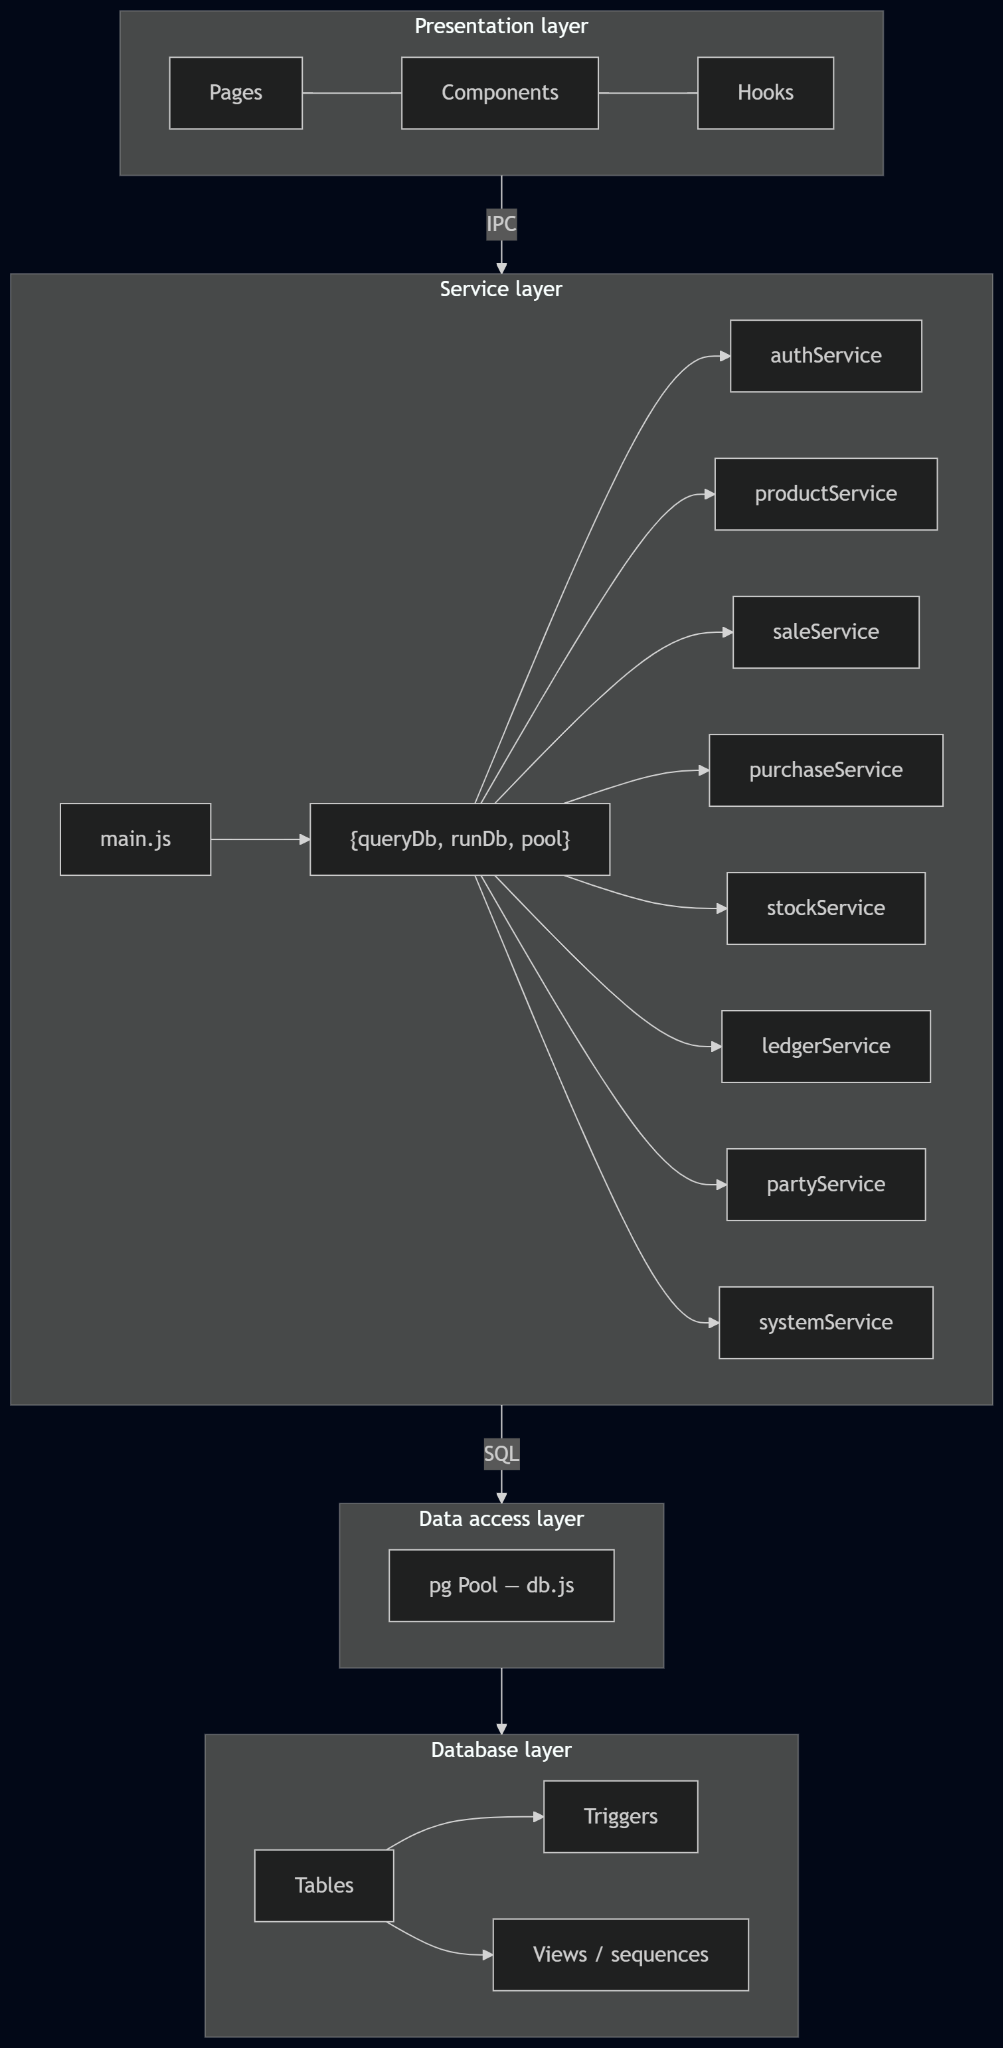 Presentation layer
Pages
Components
Hooks
IPC
Service layer
authService
productService
saleService
purchaseService
main.js
{queryDb, runDb, pool}
stockService
ledgerService
partyService
systemService
SQL
Data access layer
pg Pool — db.js
Database layer
Triggers
Tables
Views / sequences